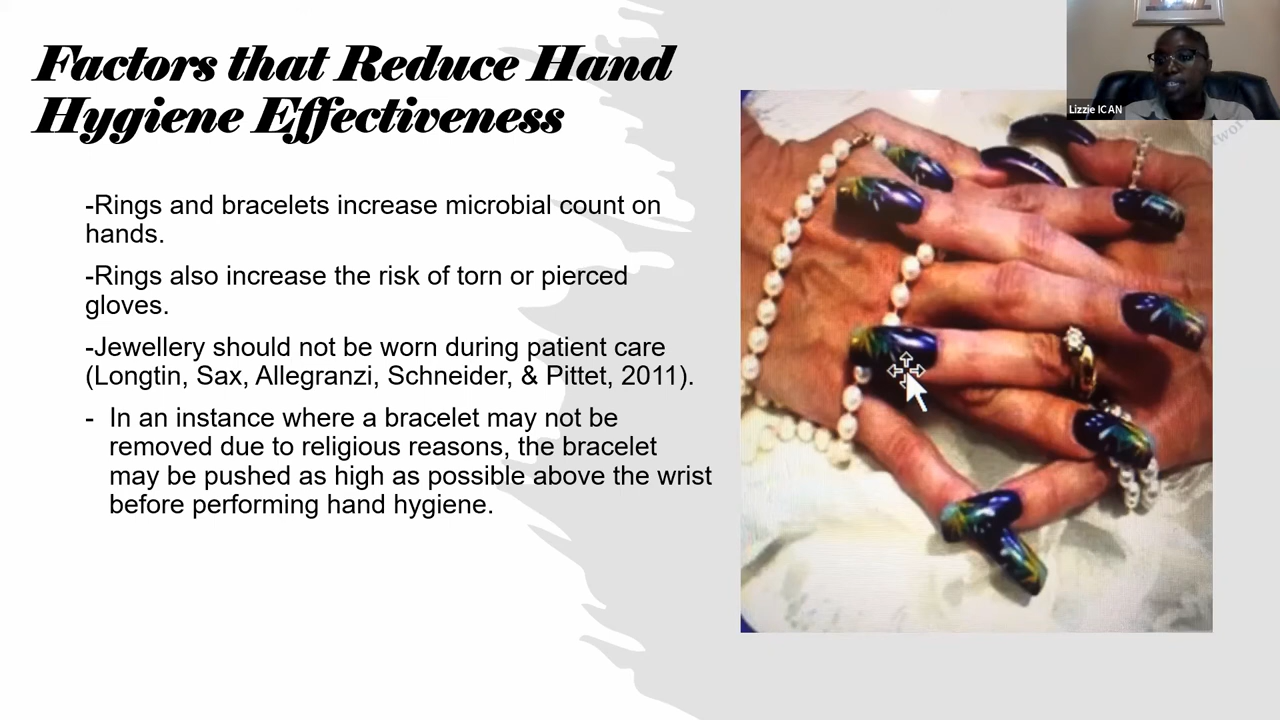 Factors that Reduce Hand
Hygiene Effectiveness
-Rings and bracelets increase microbial count on
hands.
-Rings also increase the risk of torn or pierced
gloves.
-Jewellery should not be worn during patient care
(Longtin, Sax, Allegranzi, Schneider, & Pittet, 2011).
- In an instance where a bracelet may not be
removed due to religious reasons, the bracelet
may be pushed as high as possible above the wrist
before performing hand hygiene.
Lizzie ICAN